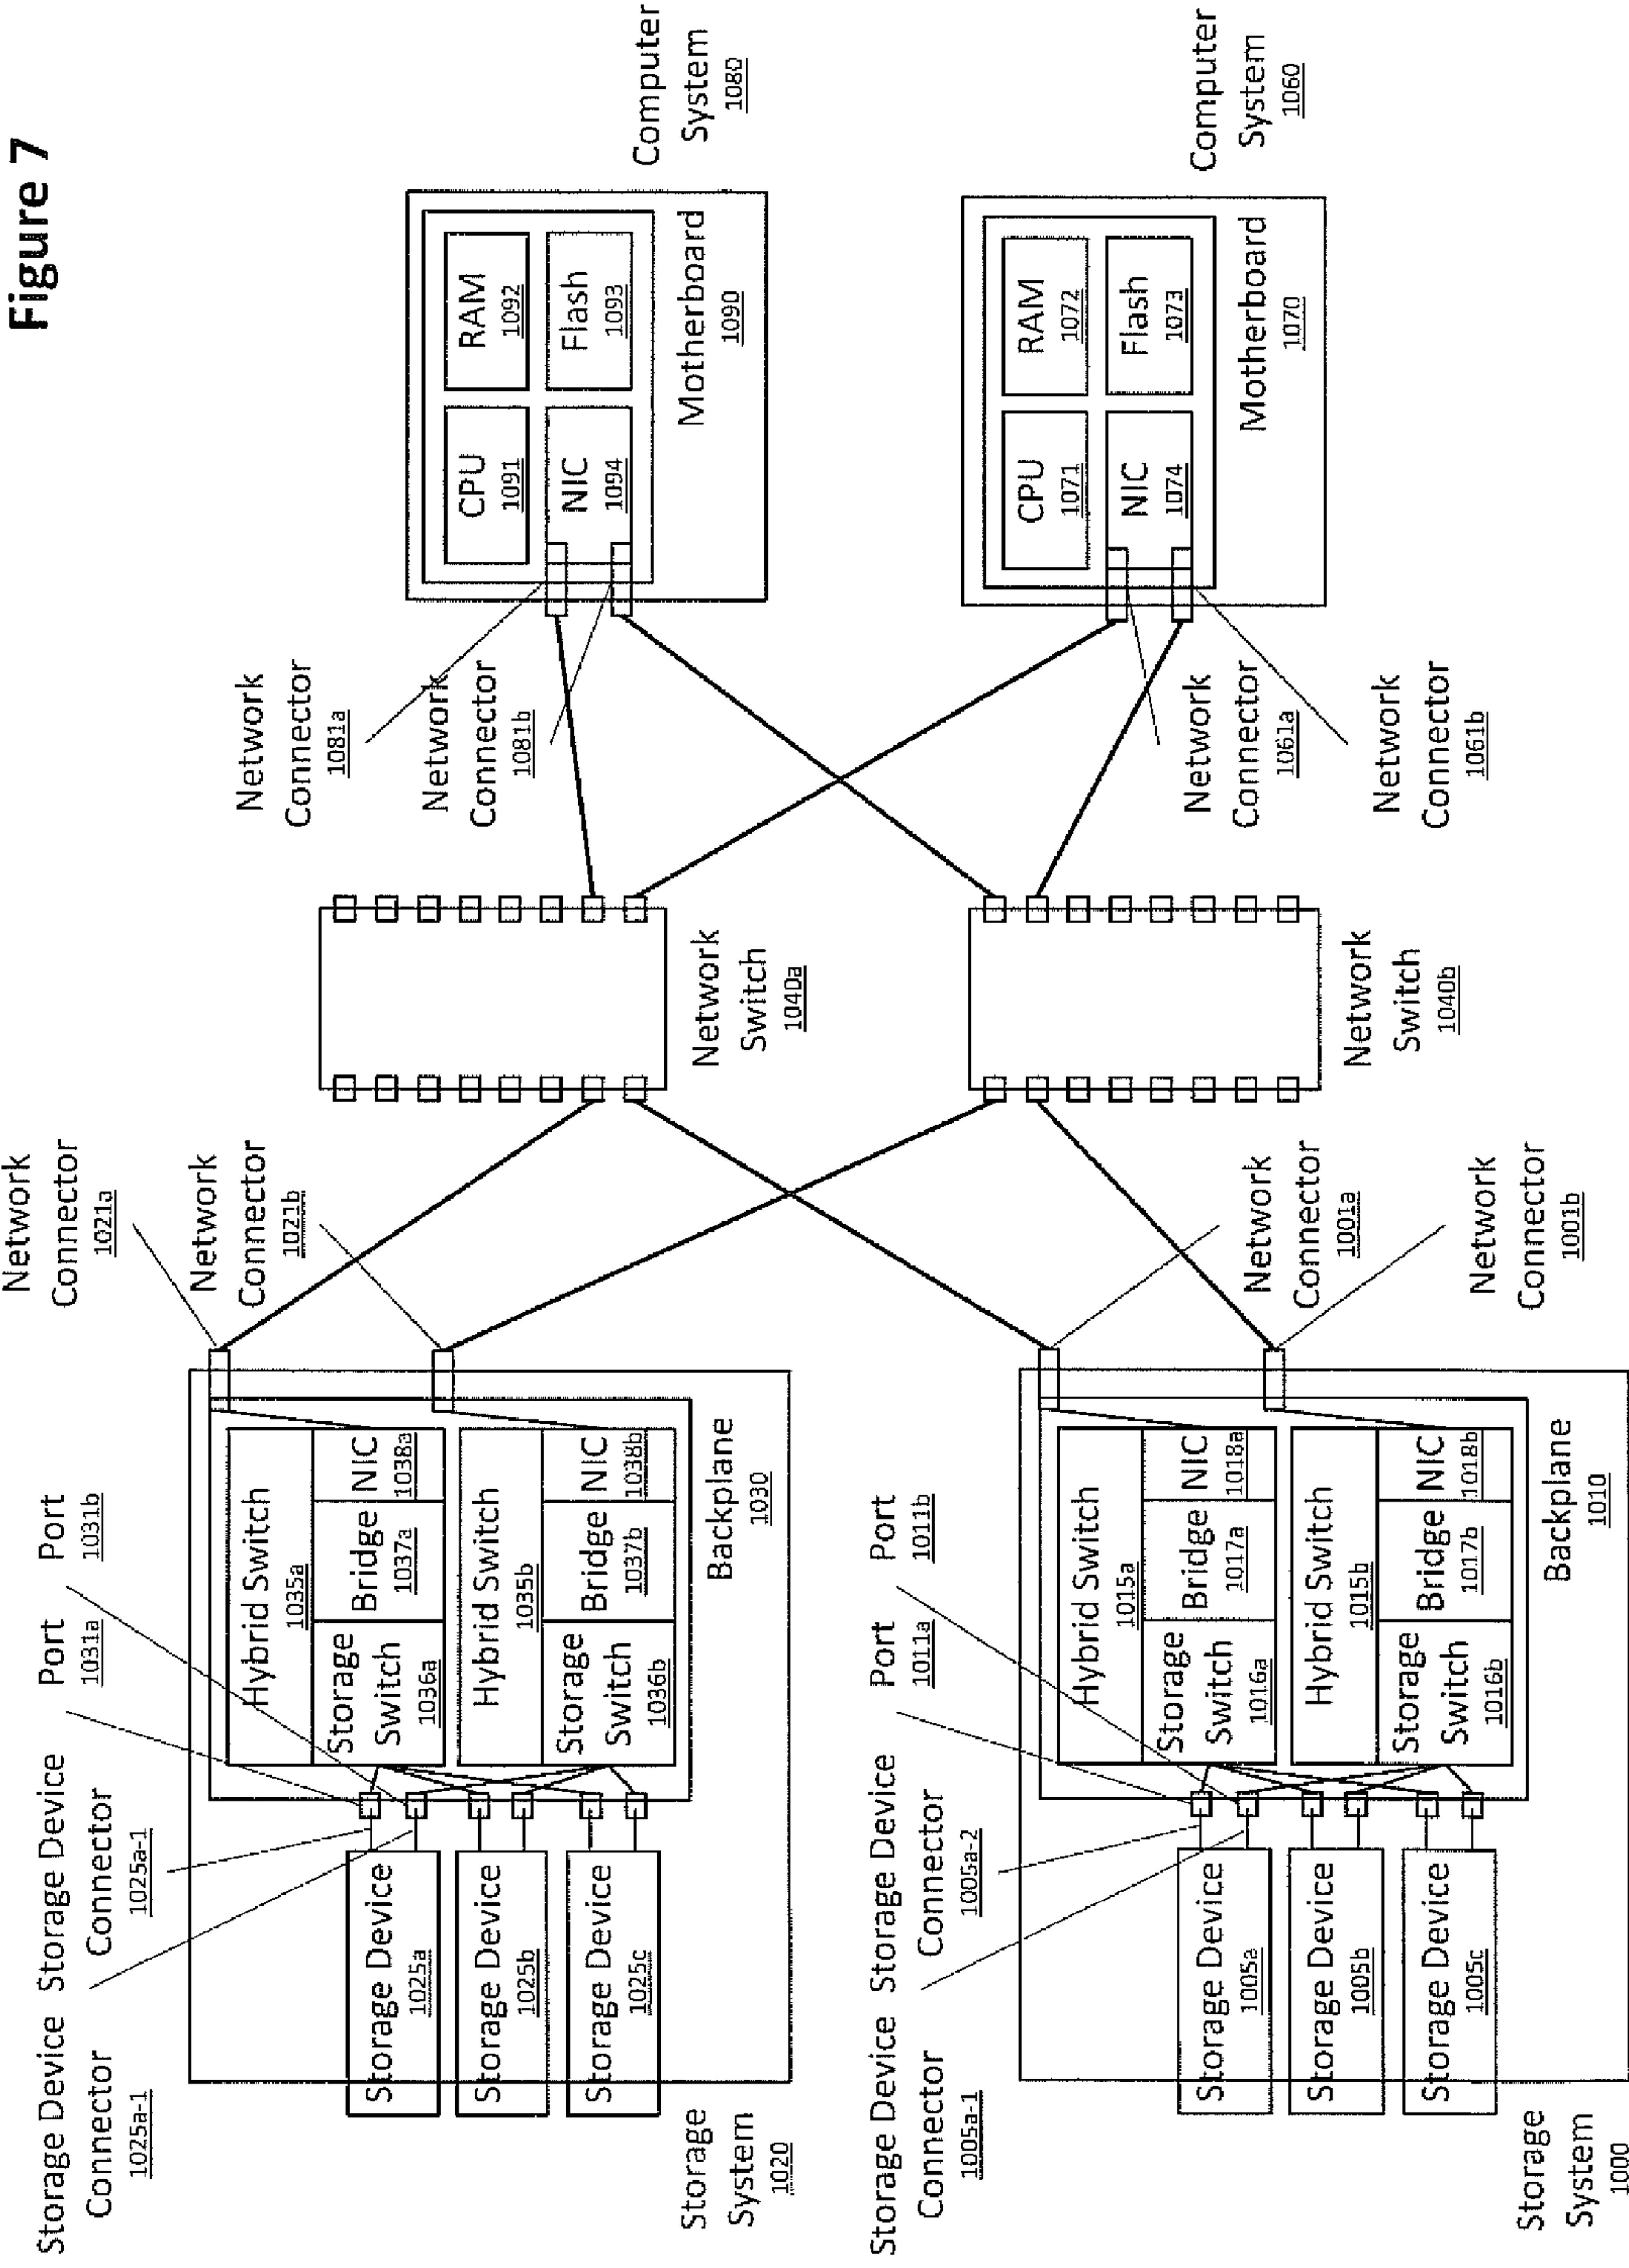 Figure 7
Storage Device
Connector
1025a-1
Storage Device
Connector
1025a-1
Port
1031a
Port
1031b
Network
Connector
1021a
Network
Connector
1021b
Storage Device
1025a
Storage Device
1025b
Storage Device
1025c
Hybrid Switch
1035a
Storage
Switch
1036a
Bridge
1037a
NIC
1038a
Hybrid Switch
1035b
Storage
Switch
1036b
Bridge
1037b
NIC
1038b
Backplane
1030
Storage
System
1020
Network
Switch
1040a
Network
Connector
1081a
Network
Connector
1081b
CPU
1091
RAM
1092
NIC
1094
Flash
1093
Motherboard
1090
Computer
System
1080
Storage Device
Connector
1005a-1
Storage Device
Connector
1005a-2
Port
1011a
Port
1011b
Storage Device
1005a
Storage Device
1005b
Storage Device
1005c
Hybrid Switch
1015a
Storage
Switch
1016a
Bridge
1017a
NIC
1018a
Hybrid Switch
1015b
Storage
Switch
1016b
Bridge
1017b
NIC
1018b
Backplane
1010
Storage
System
1000
Network
Connector
1001a
Network
Connector
1001b
Network
Switch
1040b
Network
Connector
1061a
Network
Connector
1061b
CPU
1071
RAM
1072
NIC
1074
Flash
1073
Motherboard
1070
Computer
System
1060